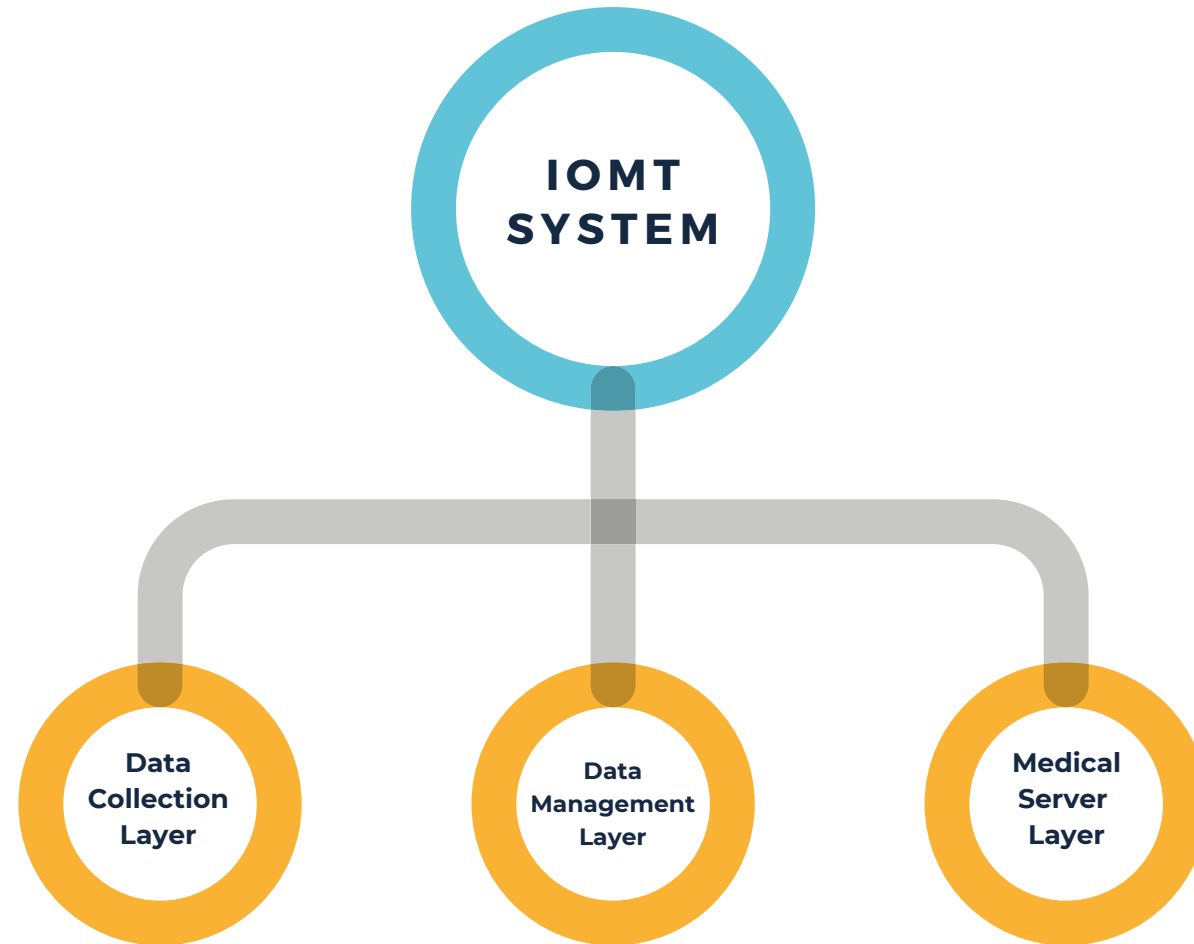 IOMT
SYSTEM
Data
Collection
Layer
Data
Management
Layer
Medical
Server
Layer